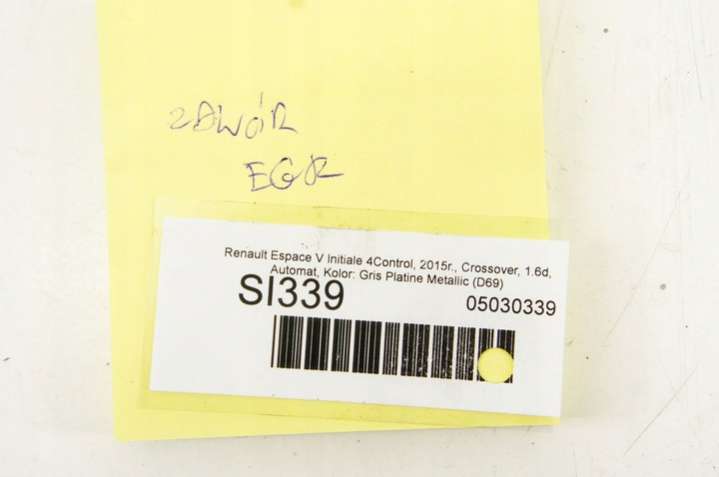 ZAWÓR
EGR
Renault Espace V Initiale 4Control, 2015r., Crossover, 1.6d,
Automat, Kolor: Gris Platine Metallic (D69)
SI339
05030339